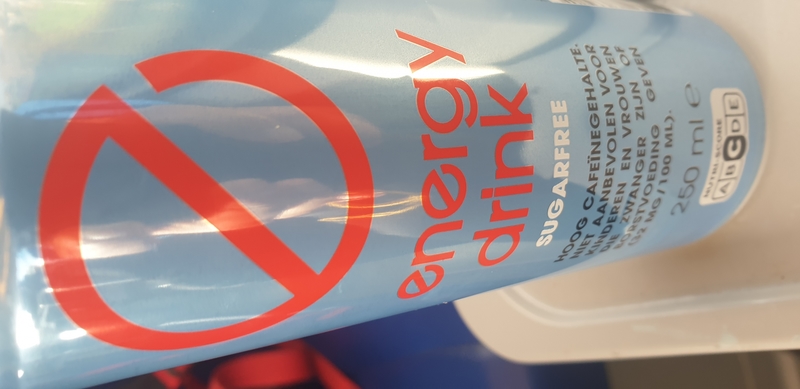 energy
drink
SUGARFREE
HOOG CAFEÏNEGEHALTE.
NIET AANBEVOLEN VOOR
KINDEREN EN VROUWEN
DIE ZWANGER ZIJN OF
BORSTVOEDING GEVEN
(32 MG/100 ML).
250 ml e
NUTRI-SCORE
A B C D E